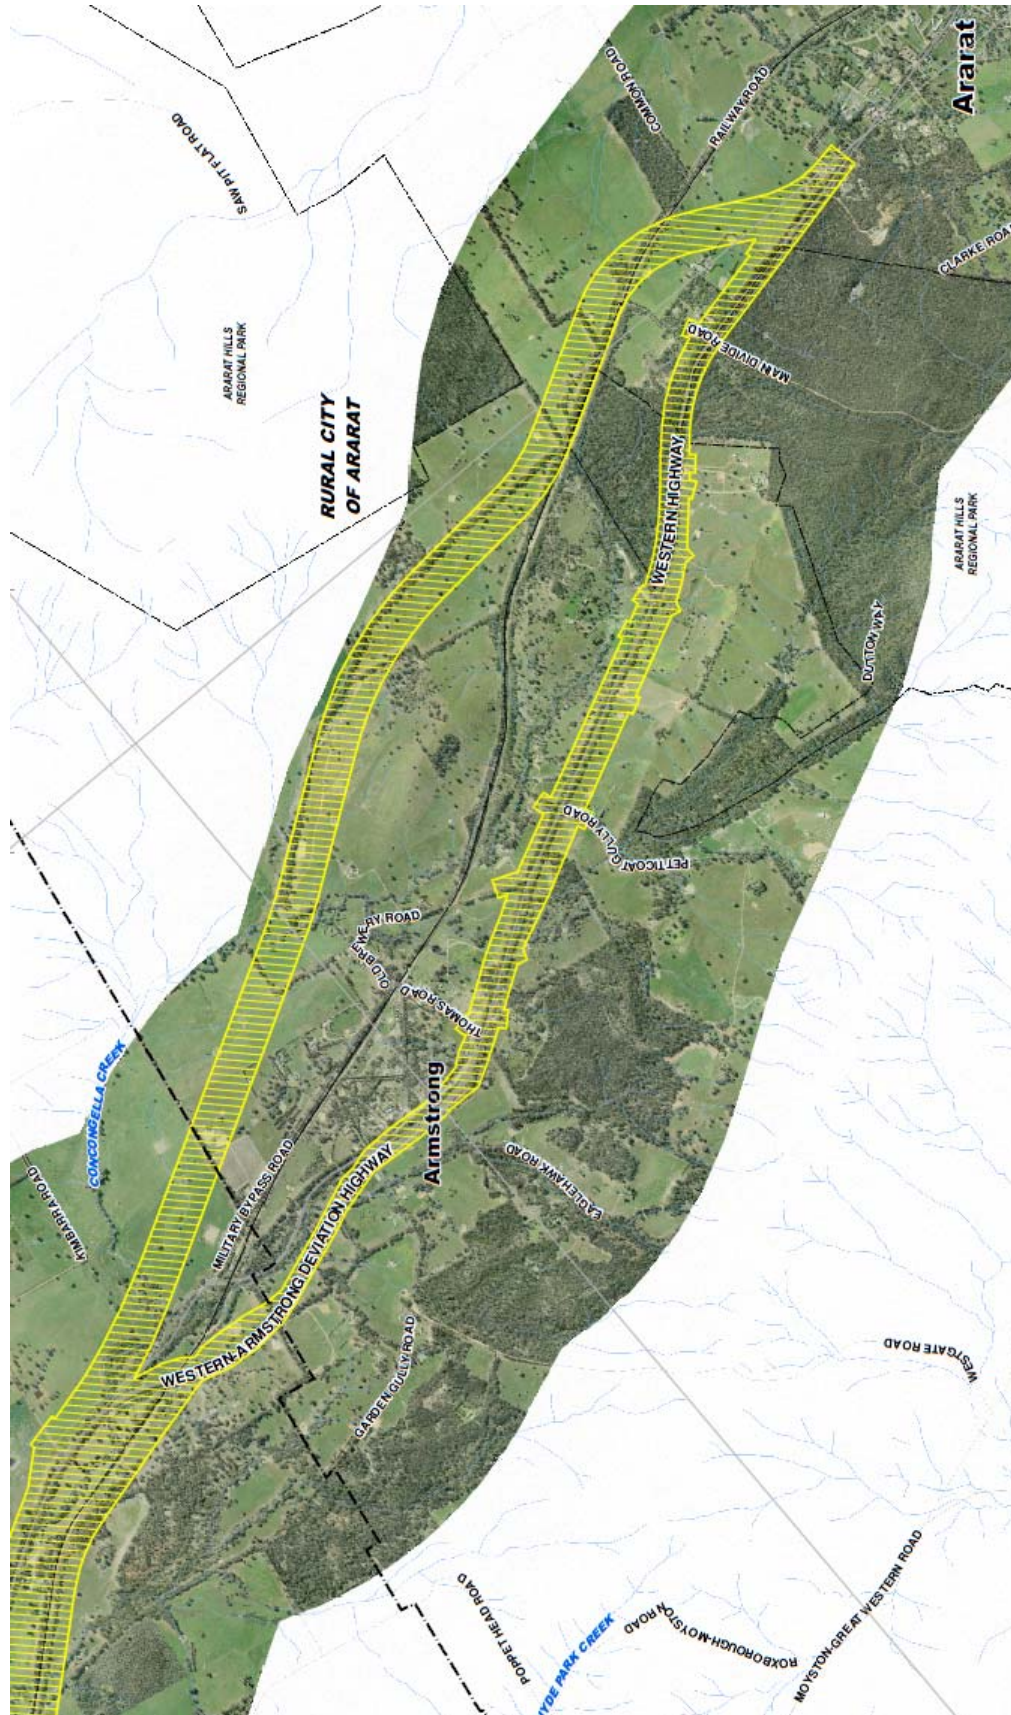 Ararat
COMMON ROAD
RAILWAY ROAD
SAW PIT FLAT ROAD
CLARKE ROAD
ARARAT HILLS
REGIONAL PARK
MAIN DIVIDE ROAD
RURAL CITY
OF ARARAT
WESTERN HIGHWAY
ARARAT HILLS
REGIONAL PARK
DUTTON WAY
PETTICOAT GULLY ROAD
OLD BREWERY ROAD
THOMAS ROAD
CONCONGELLA CREEK
Armstrong
KIMBARRA ROAD
MILITARY BYPASS ROAD
EAGLEHAWK ROAD
WESTERN-ARMSTRONG DEVIATION HIGHWAY
GARDEN GULLY ROAD
WESTGATE ROAD
POPPET HEAD ROAD
MOYSTON-GREAT WESTERN ROAD
ROXBOROUGH-MOYSTON ROAD
YDE PARK CREEK